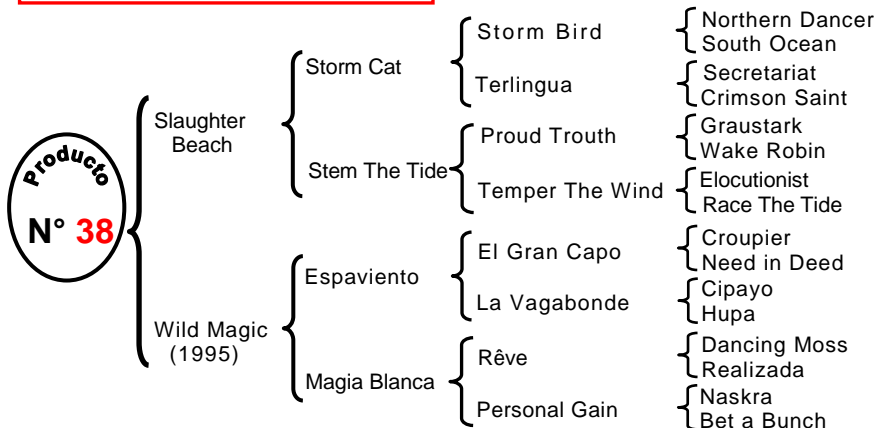 Producto
N° 38
Slaughter
Beach
Wild Magic
(1995)
Storm Cat
Stem The Tide
Espaviento
Magia Blanca
Storm Bird
Terlingua
Proud Trouth
Temper The Wind
El Gran Capo
La Vagabonde
Rêve
Personal Gain
Northern Dancer
South Ocean
Secretariat
Crimson Saint
Graustark
Wake Robin
Elocutionist
Race The Tide
Croupier
Need in Deed
Cipayo
Hupa
Dancing Moss
Realizada
Naskra
Bet a Bunch